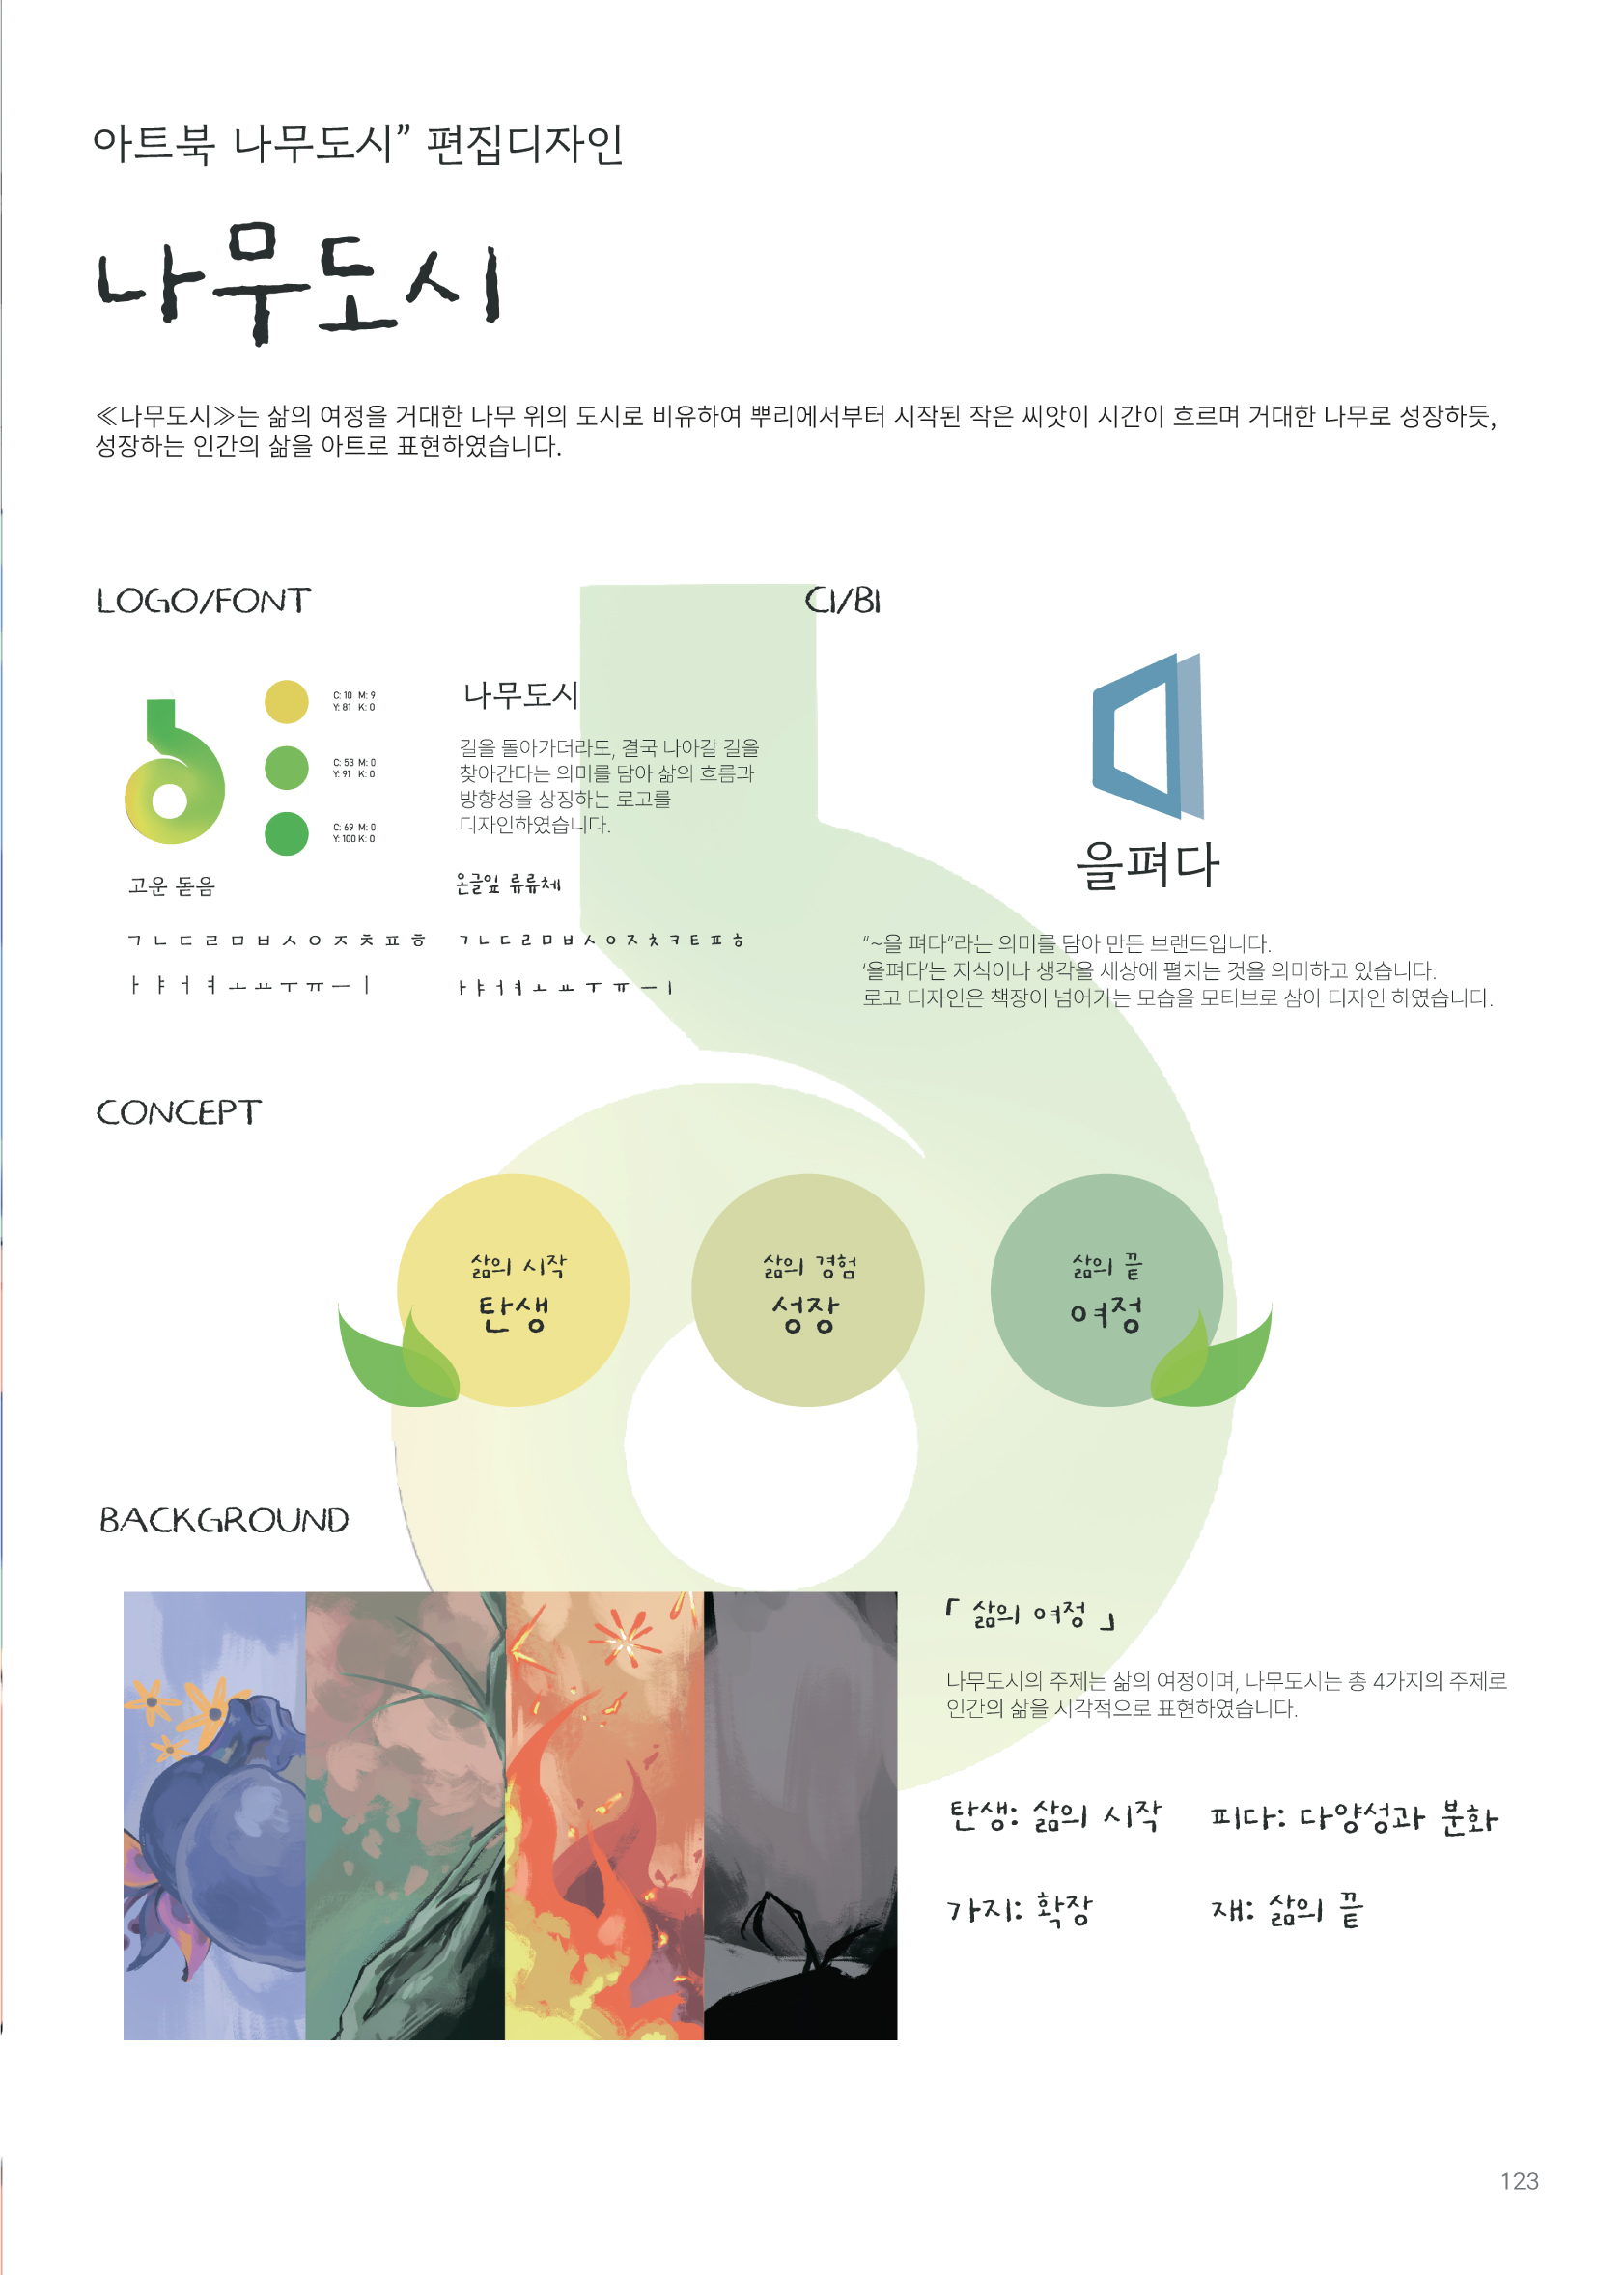 아트북 나무도시” 편집디자인
나무도시
≪나무도시≫는 삶의 여정을 거대한 나무 위의 도시로 비유하여 뿌리에서부터 시작된 작은 씨앗이 시간이 흐르며 거대한 나무로 성장하듯,
성장하는 인간의 삶을 아트로 표현하였습니다.
LOGO/FONT
C: 10 M: 9
Y: 81 K: 0
C: 53 M: 0
Y: 91 K: 0
C: 69 M: 0
Y: 100 K: 0
나무도시
길을 돌아가더라도, 결국 나아갈 길을
찾아간다는 의미를 담아 삶의 흐름과
방향성을 상징하는 로고를
디자인하였습니다.
고운 돋음
ㄱ ㄴ ㄷ ㄹ ㅁ ㅂ ㅅ ㅇ ㅈ ㅊ ㅍ ㅎ
ㅏ ㅑ ㅓ ㅕ ㅗ ㅛ ㅜ ㅠ ㅡ ㅣ
온글잎 류류체
ㄱ ㄴ ㄷ ㄹ ㅁ ㅂ ㅅ ㅇ ㅈ ㅊ ㅋ ㅌ ㅍ ㅎ
ㅏ ㅑ ㅓ ㅕ ㅗ ㅛ ㅜ ㅠ ㅡ ㅣ
CI/BI
을펴다
“~을 펴다”라는 의미를 담아 만든 브랜드입니다.
‘을펴다’는 지식이나 생각을 세상에 펼치는 것을 의미하고 있습니다.
로고 디자인은 책장이 넘어가는 모습을 모티브로 삼아 디자인 하였습니다.
CONCEPT
삶의 시작
탄생
삶의 경험
성장
삶의 끝
여정
BACKGROUND
「 삶의 여정 」
나무도시의 주제는 삶의 여정이며, 나무도시는 총 4가지의 주제로
인간의 삶을 시각적으로 표현하였습니다.
탄생: 삶의 시작
피다: 다양성과 분화
가지: 확장
재: 삶의 끝
123